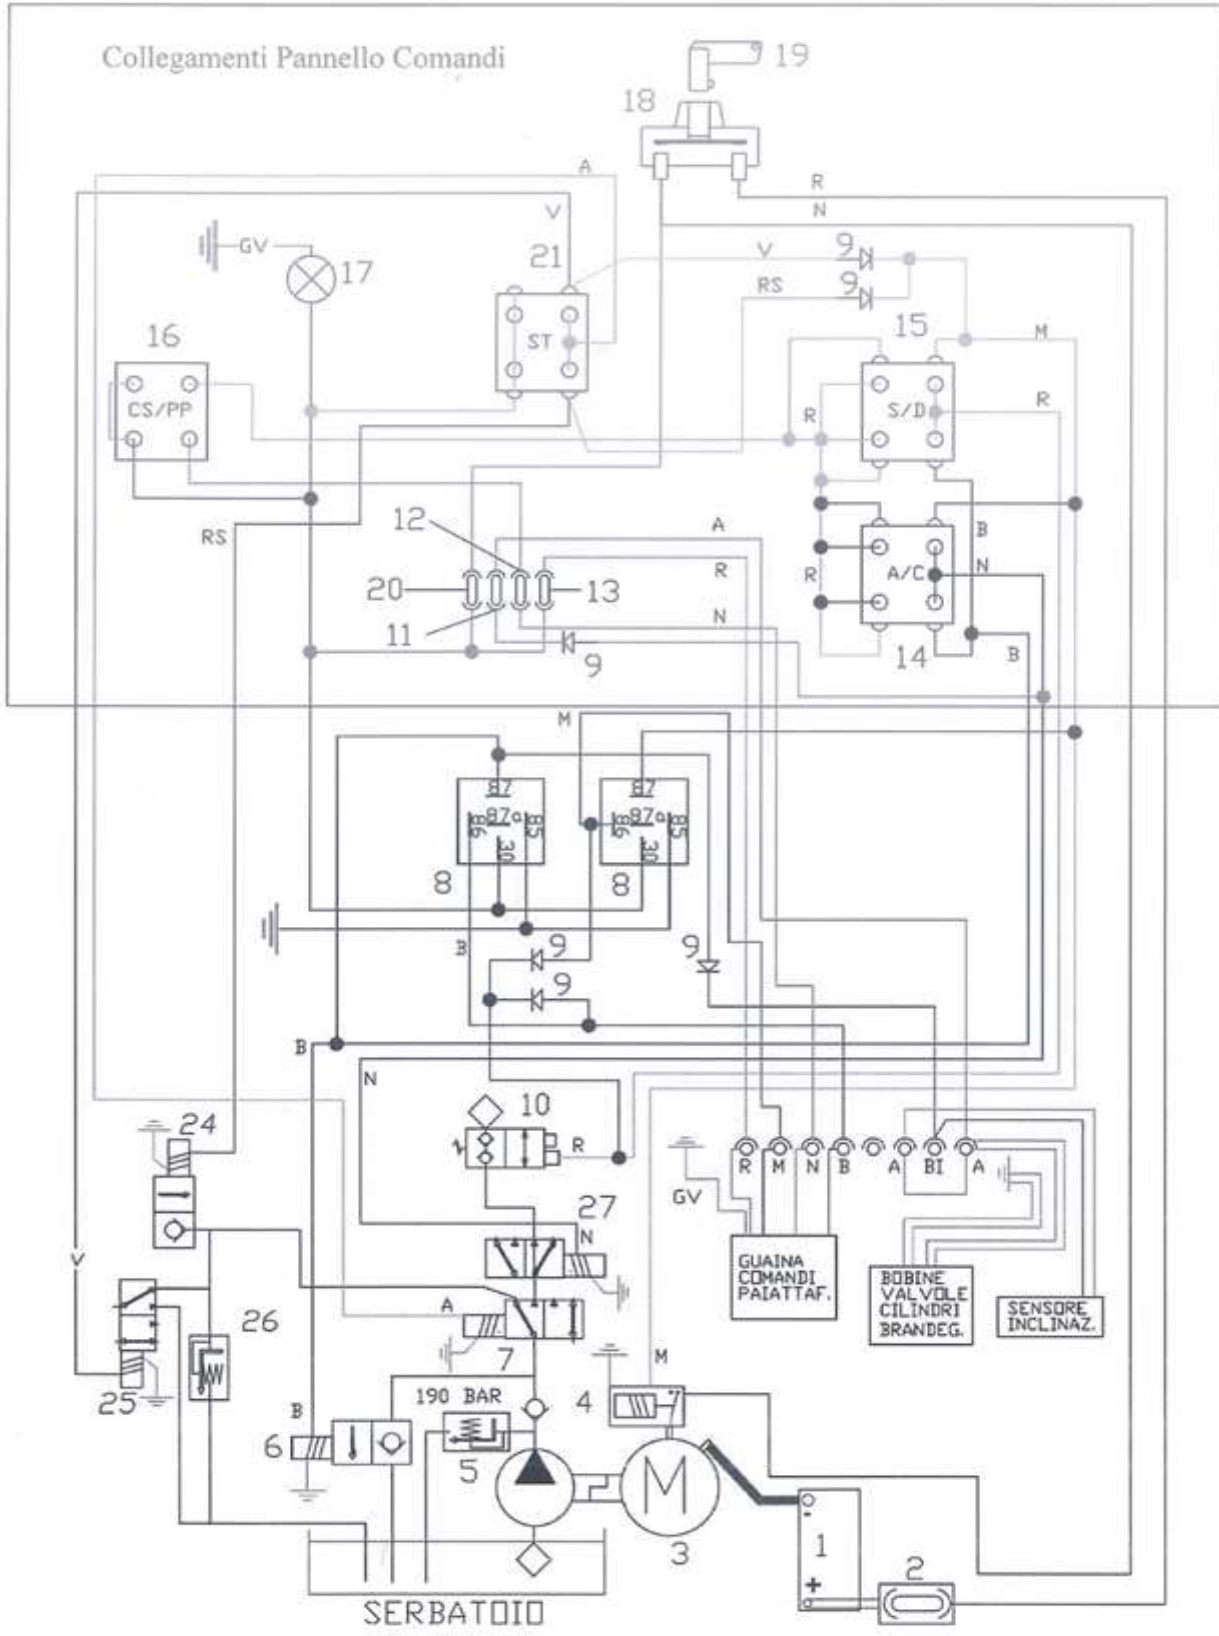 Collegamenti Pannello Comandi
19
18
A
R
N
V
GV
17
21
V
9
RS
9
16
15
M
ST
CS/PP
S/D
R
R
RS
12
A
B
R
A/C
N
R
20
13
N
11
9
14
B
M
87
87
86
87a
85
86
87a
85
30
30
8
8
B
9
9
9
B
N
24
10
R
R
M
N
B
A
BI
A
GV
27
N
V
GUAINA
COMANDI
PAIATTAF.
BOBINE
VALVOLE
CILINDRI
BRANDEG.
SENSORE
INCLINAZ.
26
A
7
M
25
190 BAR
4
B
6
5
M
3
-
1
+
2
SERBATOIO